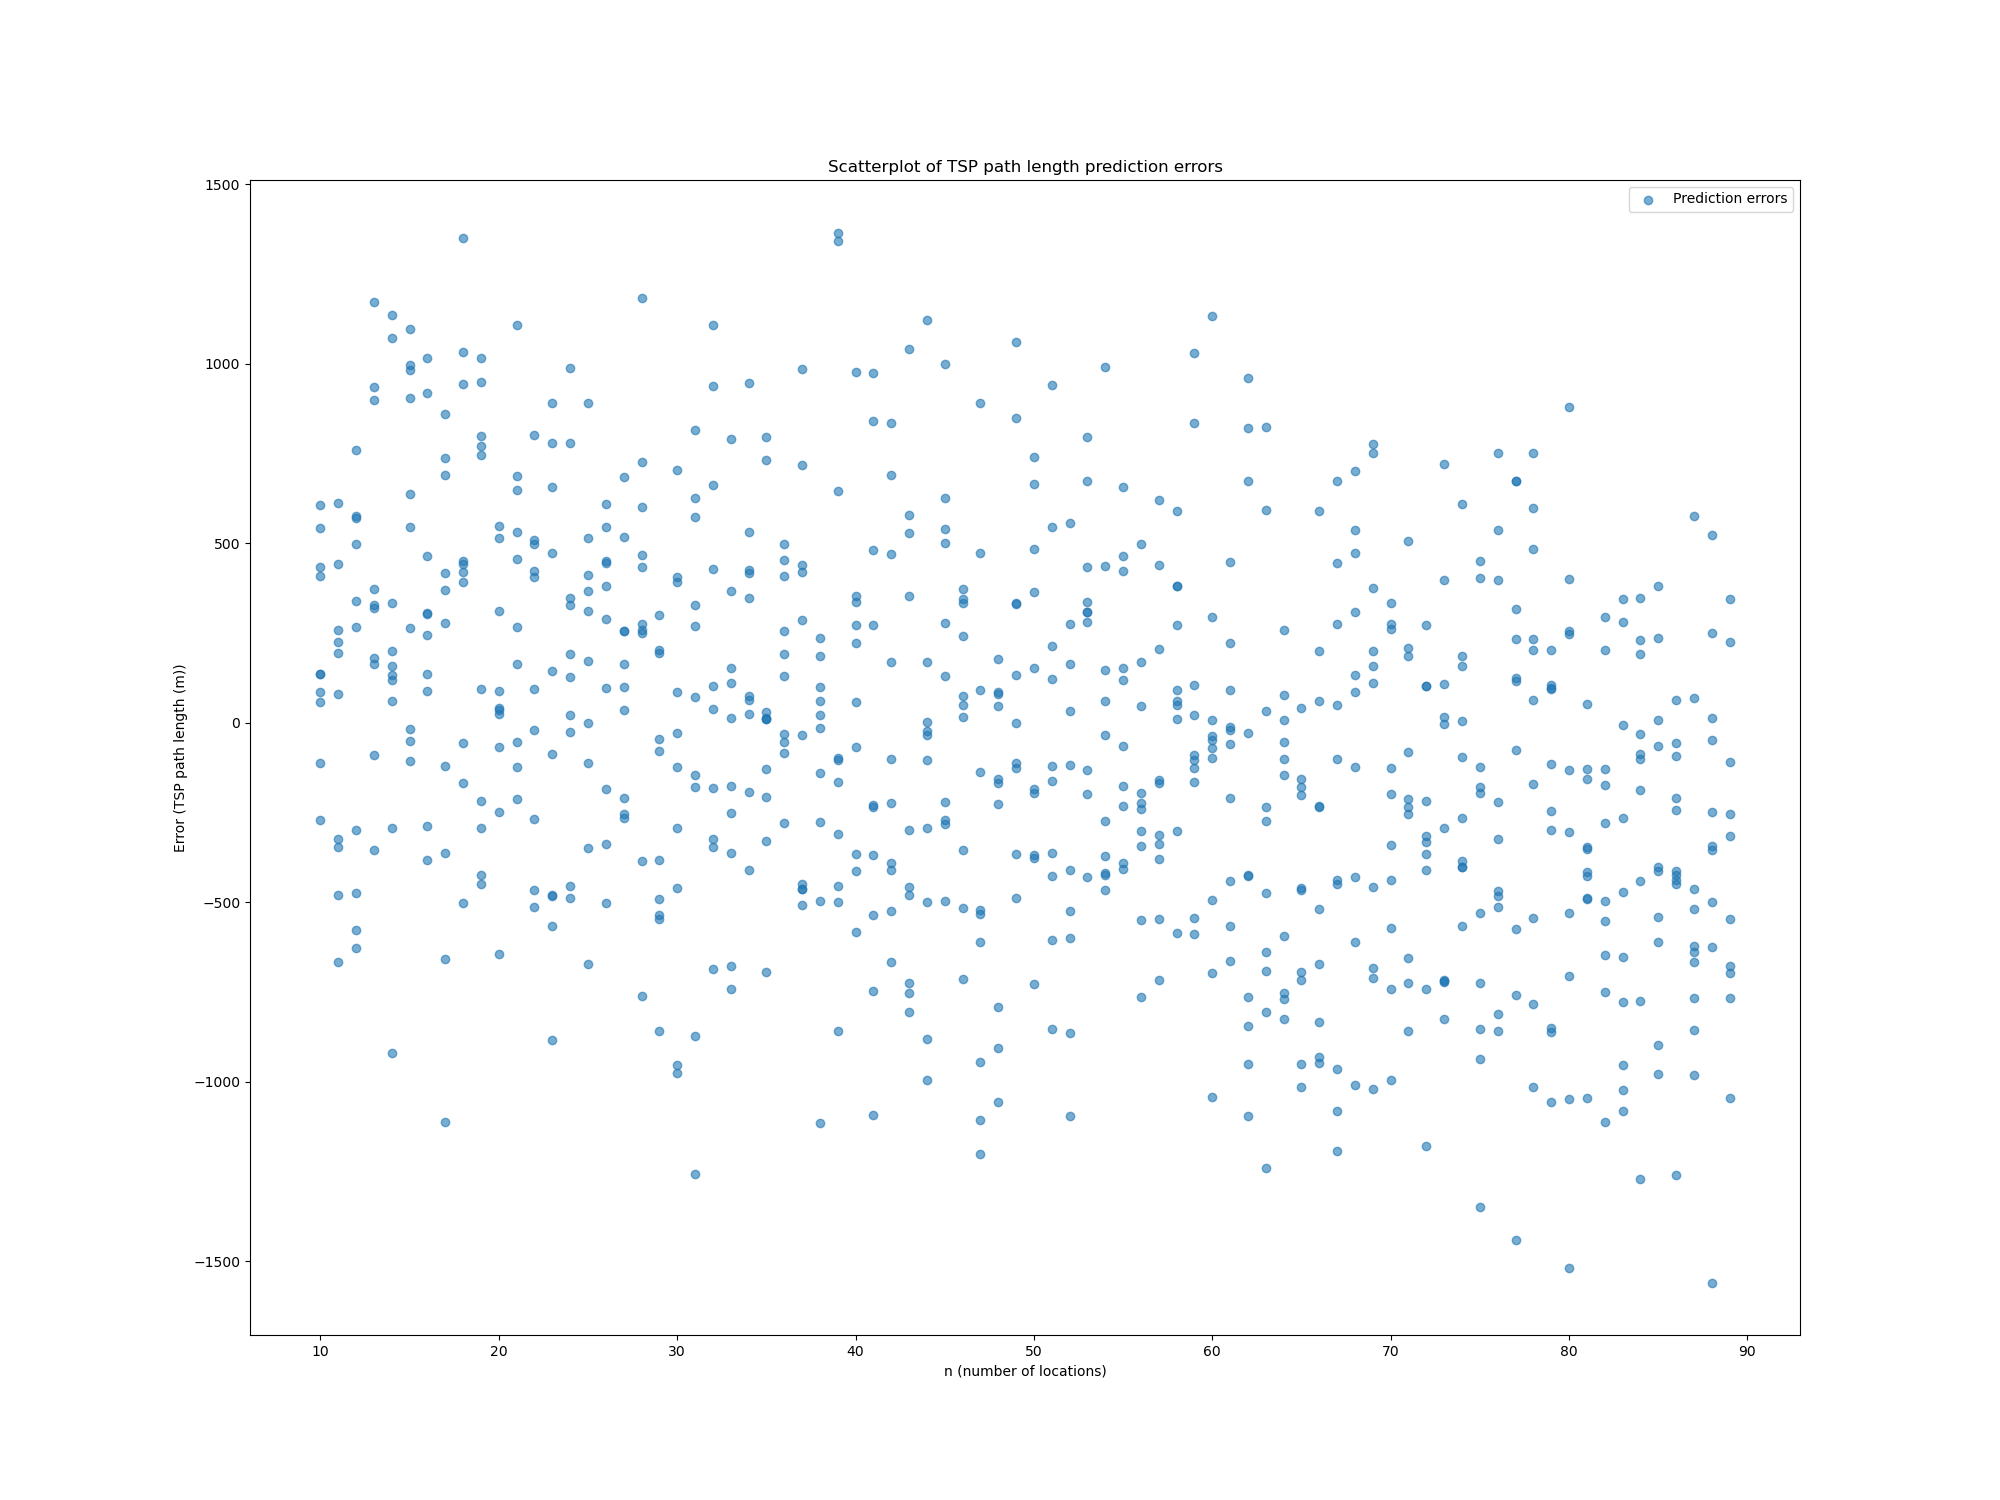 Scatterplot of TSP path length prediction errors
Prediction errors
1500
1000
500
0
−500
−1000
−1500
Error (TSP path length (m))
10 20 30 40 50 60 70 80 90
n (number of locations)